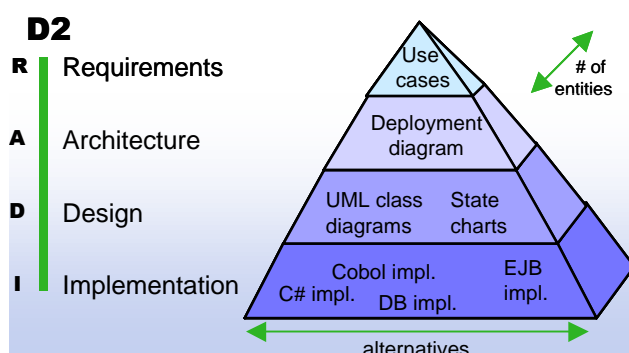 D2
R Requirements
A Architecture
D Design
I Implementation
Use
cases
Deployment
diagram
UML class
diagrams
State
charts
Cobol impl.
C# impl.
DB impl.
EJB
impl.
# of
entities
alternatives